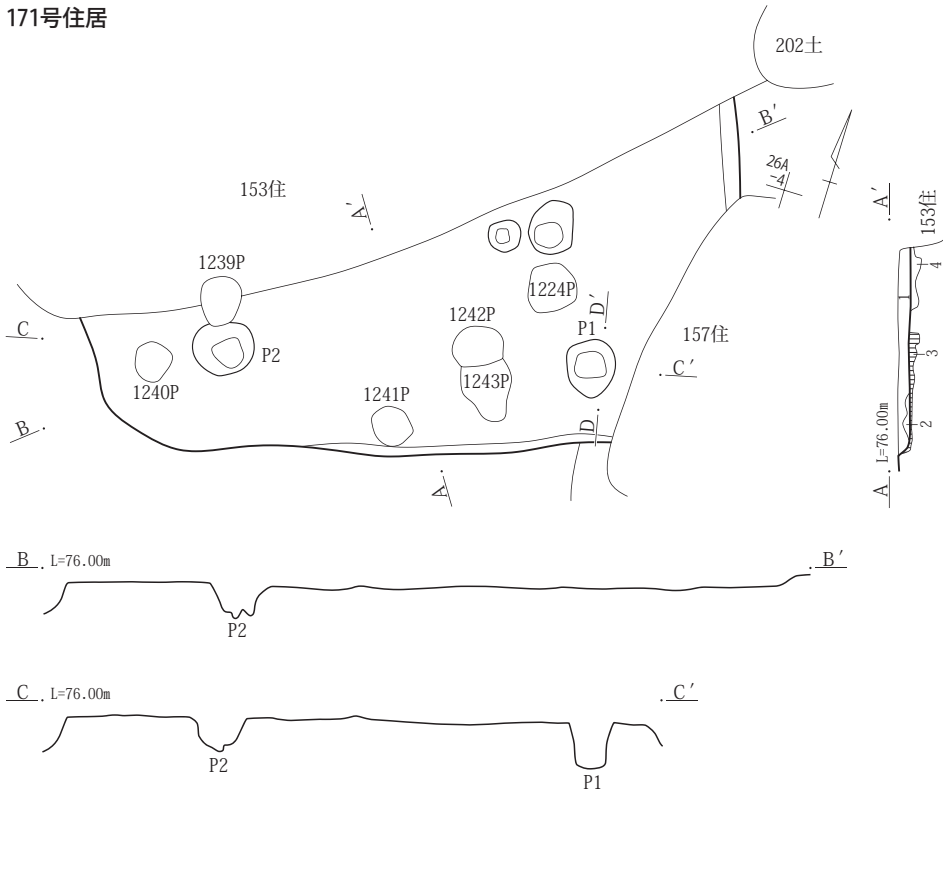 171号住居
202土
B′
26A
-4
153住
A′
A′
153住
4
1239P
1224P
D′
1242P
P1
C
P2
157住
3
C′
1240P
1243P
1241P
B
D
2
L=76.00m
A
A
B L=76.00m B′
P2
C L=76.00m C′
P2
P1